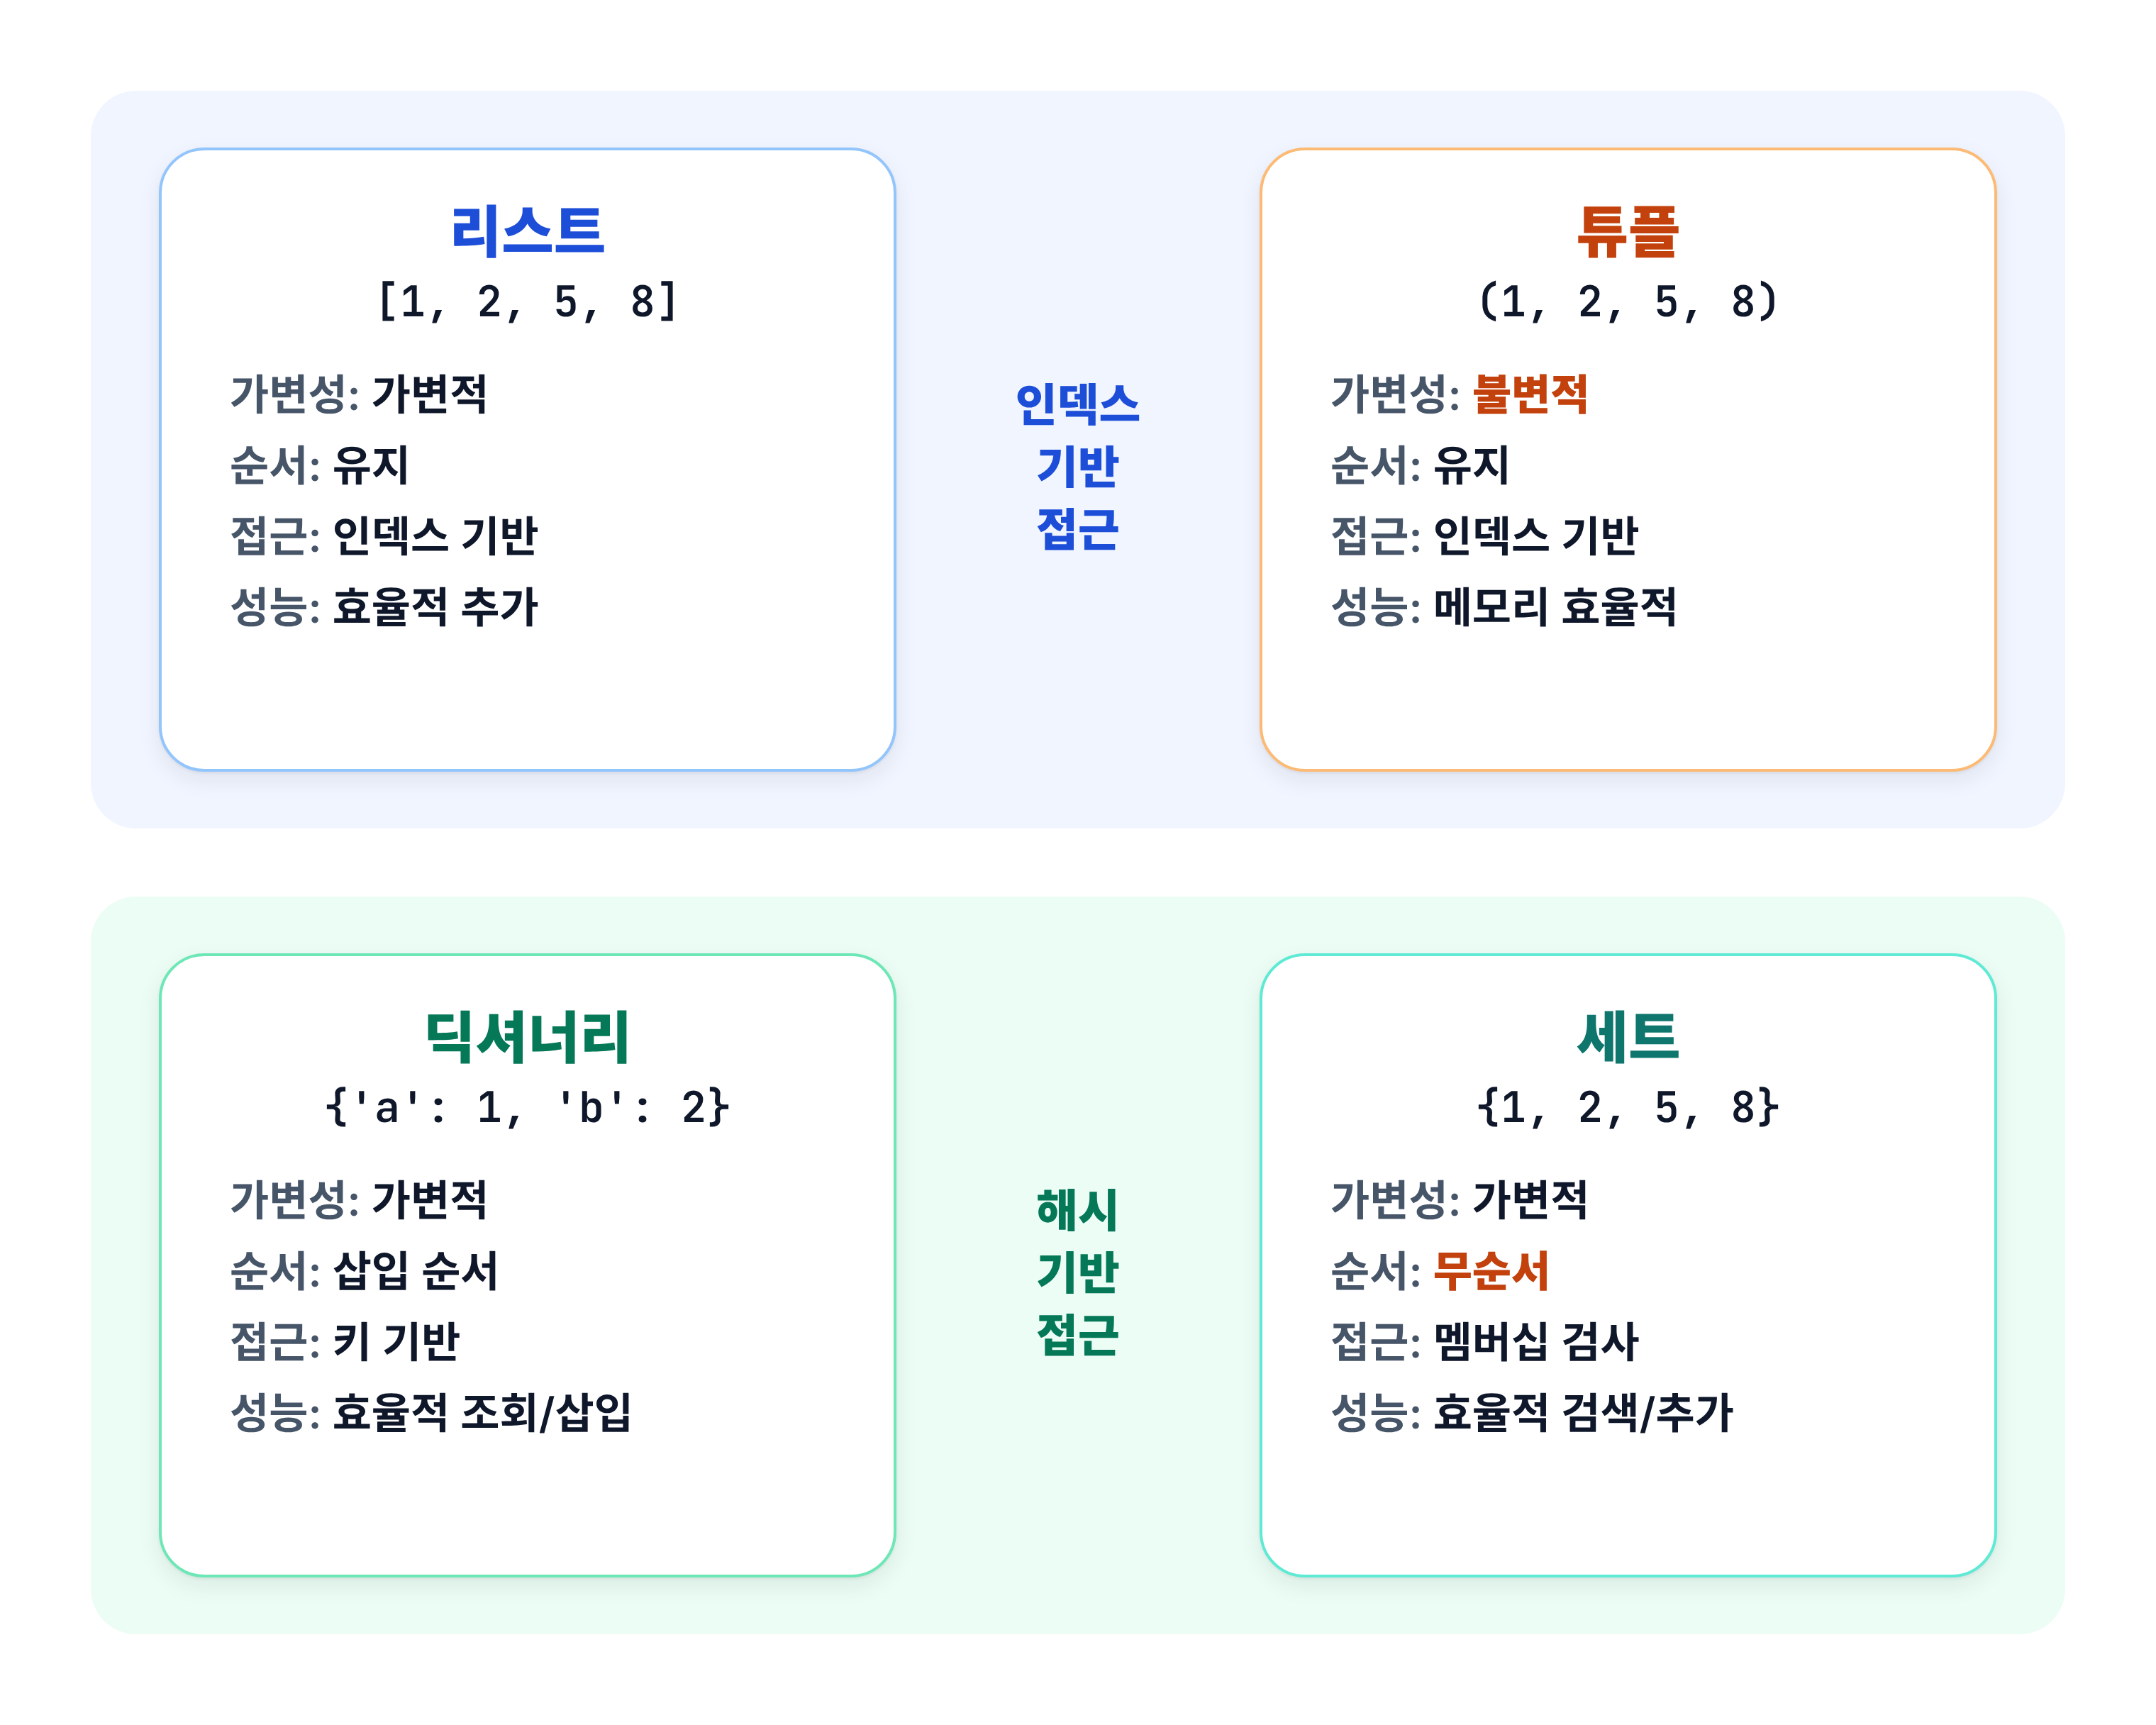 리스트
[1, 2, 5, 8]
가변성: 가변적
순서: 유지
접근: 인덱스 기반
성능: 효율적 추가
인덱스
기반
접근
튜플
(1, 2, 5, 8)
가변성: 불변적
순서: 유지
접근: 인덱스 기반
성능: 메모리 효율적
딕셔너리
{'a': 1, 'b': 2}
가변성: 가변적
순서: 삽입 순서
접근: 키 기반
성능: 효율적 조회/삽입
해시
기반
접근
세트
{1, 2, 5, 8}
가변성: 가변적
순서: 무순서
접근: 멤버십 검사
성능: 효율적 검색/추가